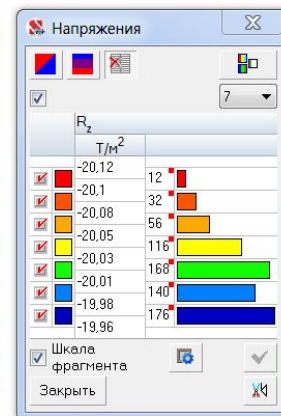 Напряжения
7
Rz
Т/м2
-20,12
12
-20,1
32
-20,08
56
-20,05
116
-20,03
168
-20,01
140
-19,98
176
-19,96
Шкала
фрагмента
Закрыть